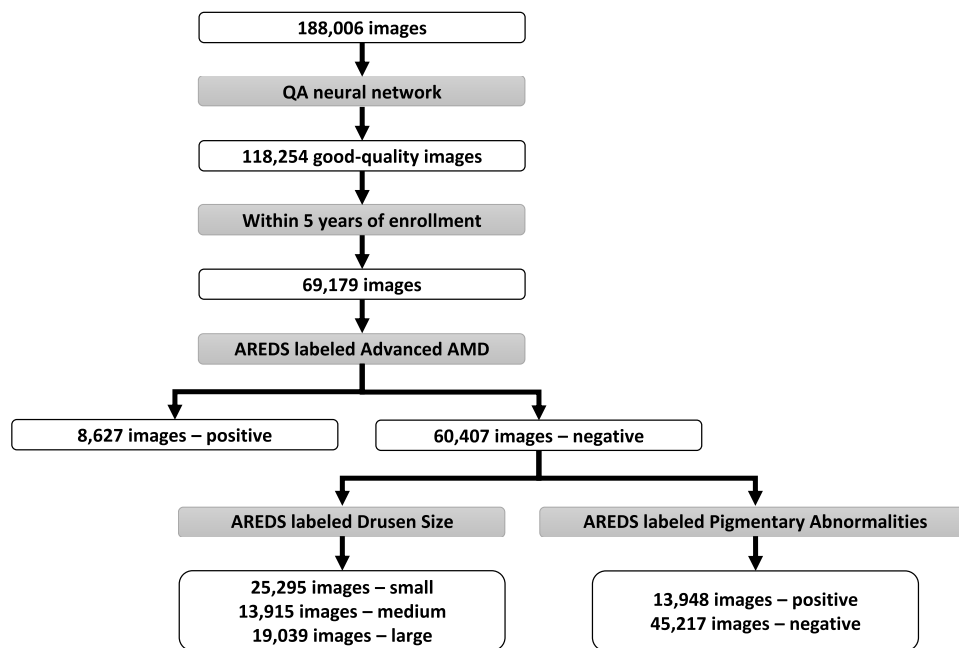 188,006 images
QA neural network
118,254 good-quality images
Within 5 years of enrollment
69,179 images
AREDS labeled Advanced AMD
8,627 images – positive
60,407 images – negative
AREDS labeled Drusen Size
AREDS labeled Pigmentary Abnormalities
25,295 images – small
13,915 images – medium
19,039 images – large
13,948 images – positive
45,217 images – negative